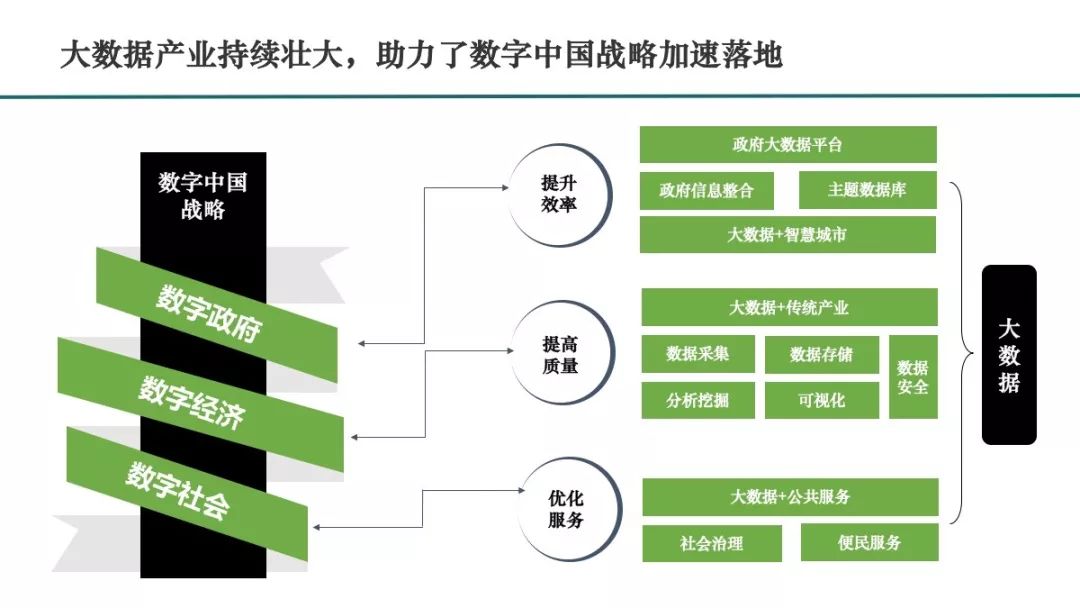 大数据产业持续壮大，助力了数字中国战略加速落地
数字中国
战略
数字政府
数字经济
数字社会
提升
效率
提高
质量
优化
服务
政府大数据平台
政府信息整合
主题数据库
大数据+智慧城市
大数据+传统产业
数据采集
数据存储
数据
安全
分析挖掘
可视化
大数据+公共服务
社会治理
便民服务
大
数
据